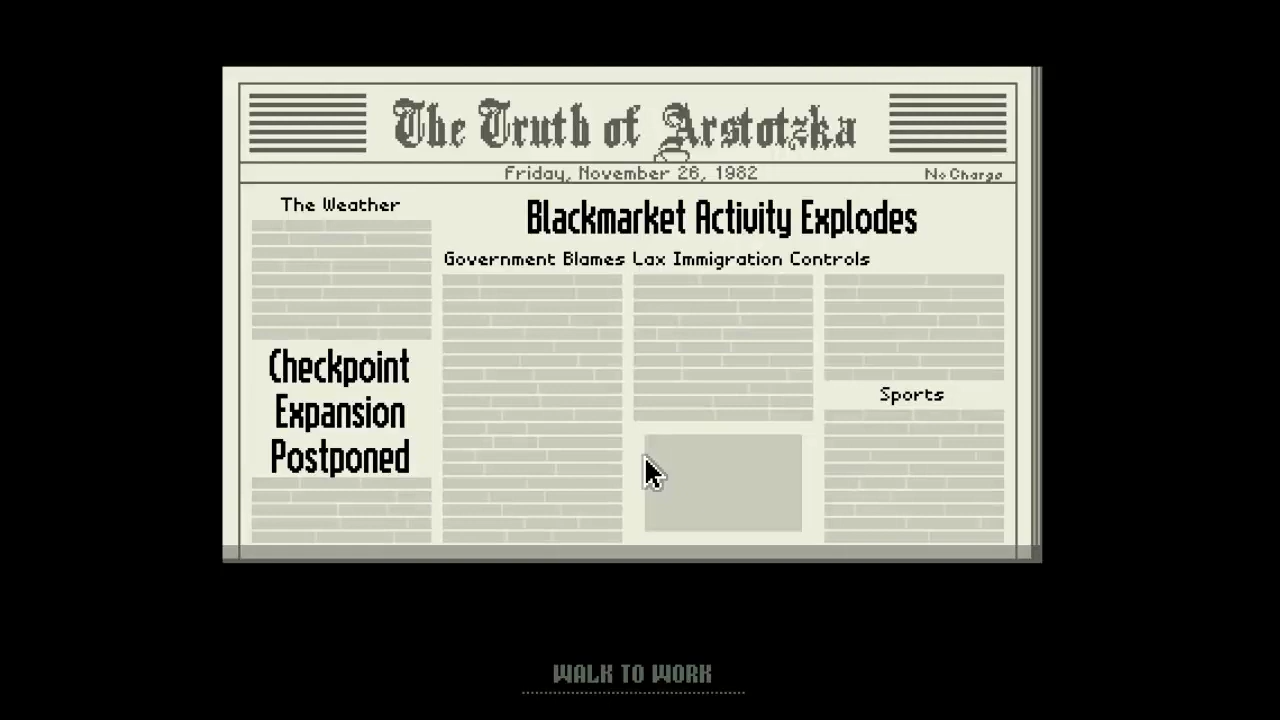 The Truth of Arstotzka
Friday, November 26, 1982
No Charge
The Weather
Blackmarket Activity Explodes
Government Blames Lax Immigration Controls
Checkpoint
Expansion
Postponed
Sports
WALK TO WORK